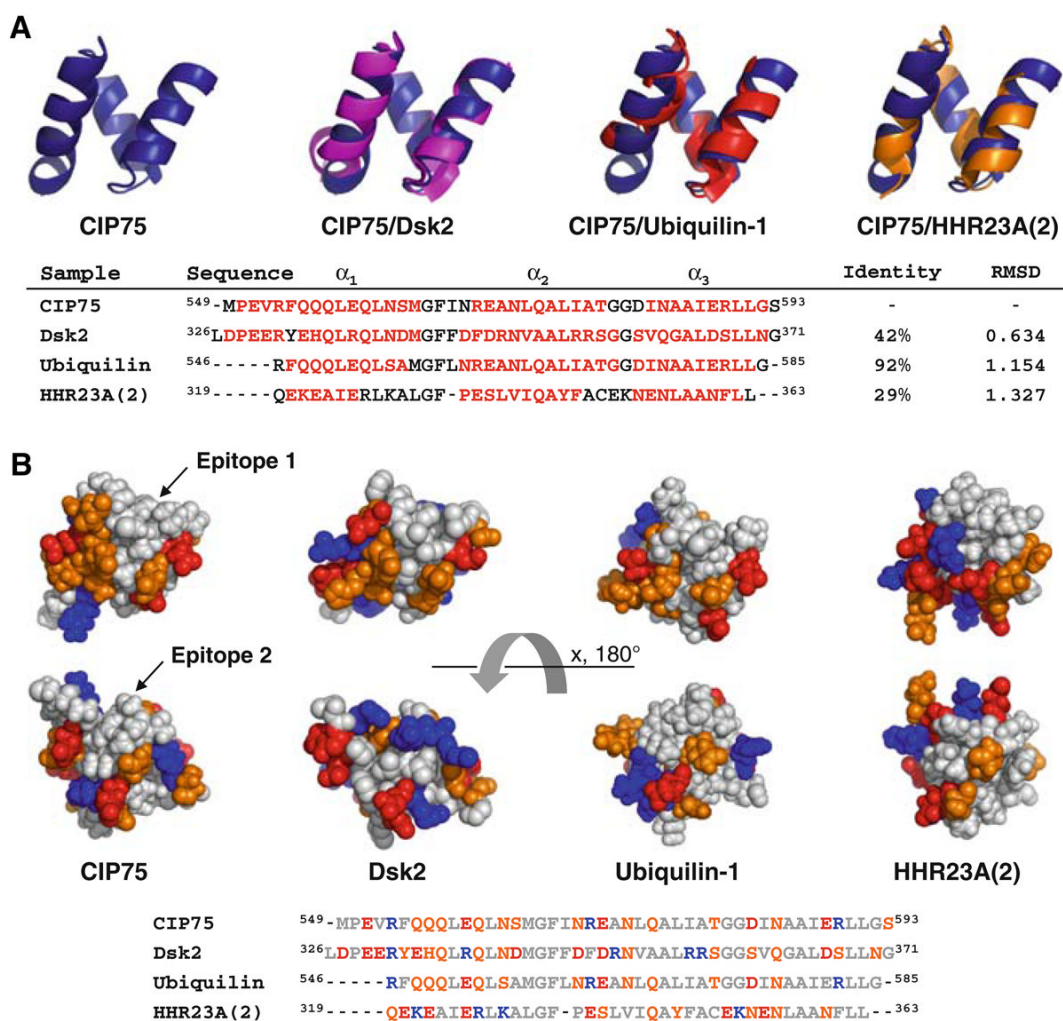 A
CIP75 CIP75/Dsk2 CIP75/Ubiquilin-1 CIP75/HHR23A(2)
Sample Sequence α1 α2 α3 Identity RMSD
CIP75 549-MPEVRFQQQLEQLNSMGFINREANLQALIATGGDINAAIERLLGS593 - -
Dsk2 326LDPEERYEHQLRQLNDMGFFDFDRNVAALRRSGGSVQGALDSLLNG371 42% 0.634
Ubiquilin 546-----RFQQQLEQLSAMGFLNREANLQALIATGGDINAAIERLLG-585 92% 1.154
HHR23A(2) 319-----QEKEAIERLKALGF-PESLVIQAYFACEKNENLAANFLL--363 29% 1.327
B
Epitope 1
Epitope 2
x, 180°
CIP75 Dsk2 Ubiquilin-1 HHR23A(2)
CIP75 549-MPEVRFQQQLEQLNSMGFINREANLQALIATGGDINAAIERLLGS593
Dsk2 326LDPEERYEHQLRQLNDMGFFDFDRNVAALRRSGGSVQGALDSLLNG371
Ubiquilin 546-----RFQQQLEQLSAMGFLNREANLQALIATGGDINAAIERLLG-585
HHR23A(2) 319-----QEKEAIERLKALGF-PESLVIQAYFACEKNENLAANFLL--363